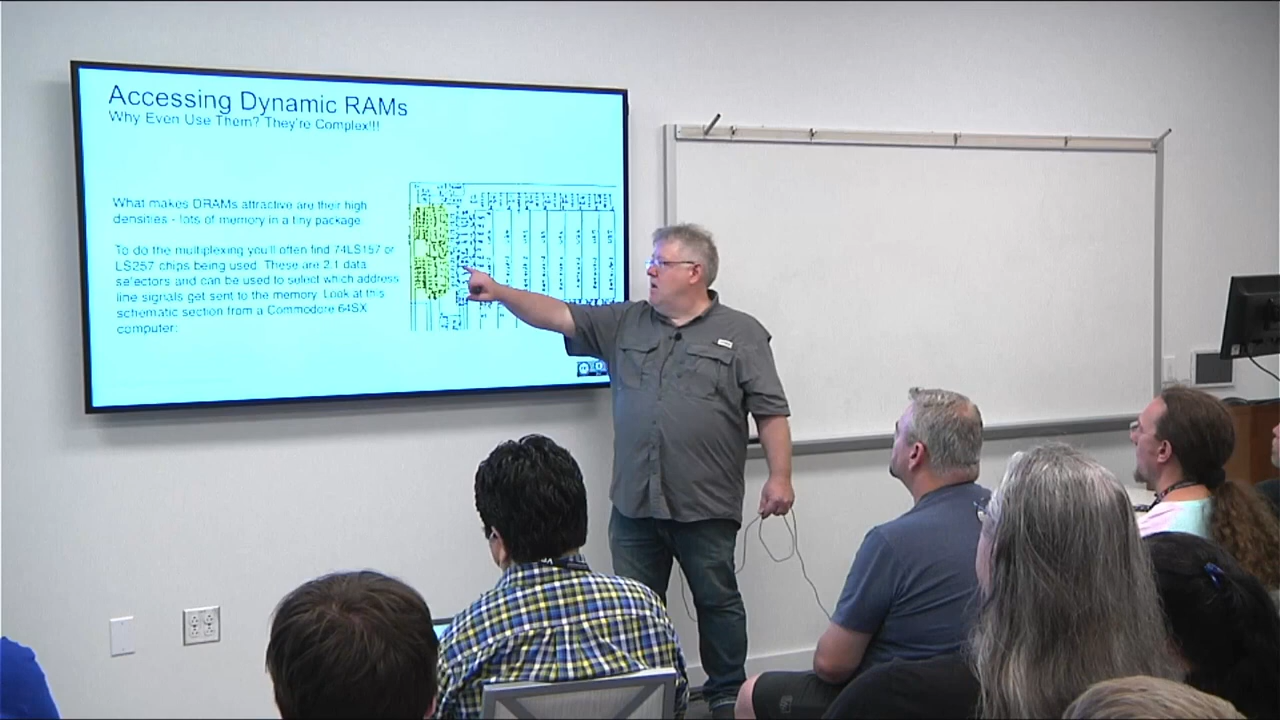 Accessing Dynamic RAMs
Why Even Use Them? They're Complex!!!
What makes DRAMs attractive are their high
densities - lots of memory in a tiny package
To do the multiplexing you'll often find 74LS157 or
LS257 chips being used. These are 2:1 data
selectors and can be used to select which address
line signals get sent to the memory. Look at this
schematic section from a Commodore 64SX
computer: